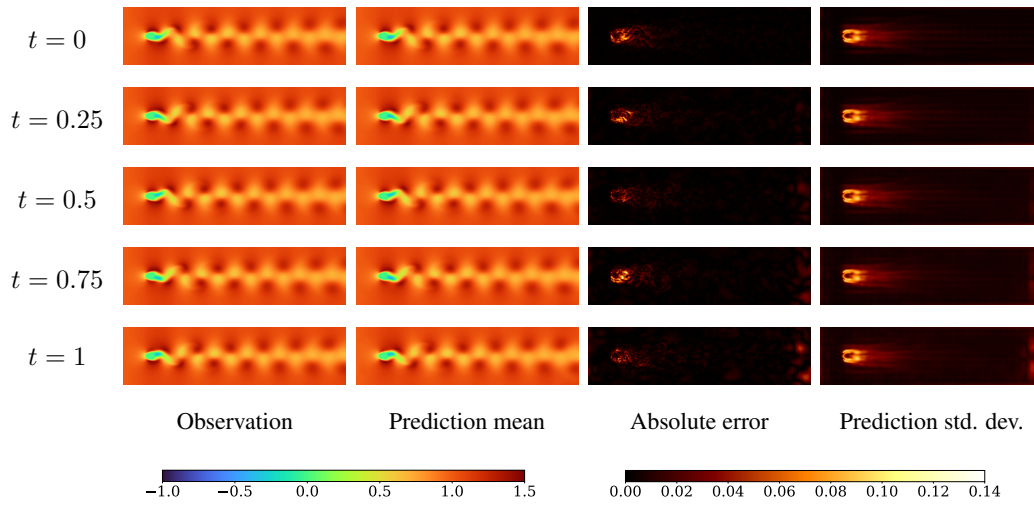 t = 0
t = 0.25
t = 0.5
t = 0.75
t = 1
Observation Prediction mean Absolute error Prediction std. dev.
−1.0 −0.5 0.0 0.5 1.0 1.5
0.00 0.02 0.04 0.06 0.08 0.10 0.12 0.14